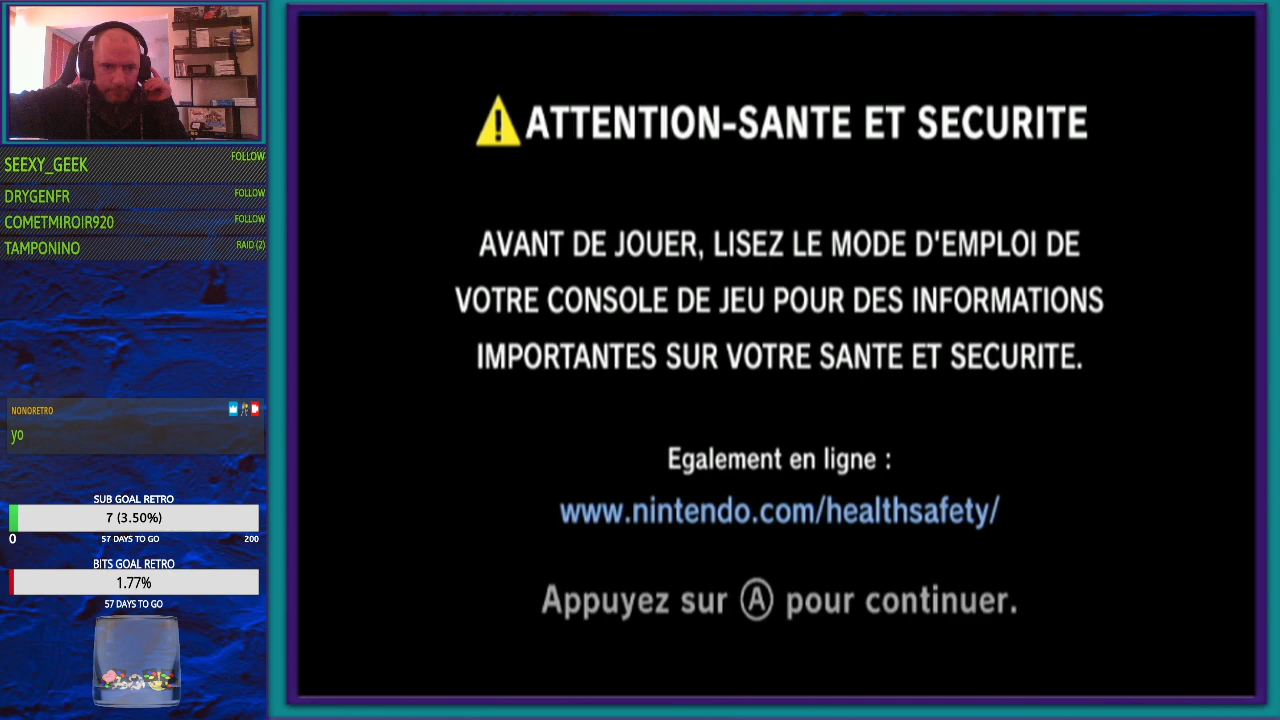 SEEXY_GEEK FOLLOW
DRYGENFR FOLLOW
COMETMIROIR920 FOLLOW
TAMPONINO RAID (2)
NONORETRO
yo
SUB GOAL RETRO
7 (3.50%)
0 57 DAYS TO GO 200
BITS GOAL RETRO
1.77%
57 DAYS TO GO
ATTENTION-SANTE ET SECURITE
AVANT DE JOUER, LISEZ LE MODE D'EMPLOI DE
VOTRE CONSOLE DE JEU POUR DES INFORMATIONS
IMPORTANTES SUR VOTRE SANTE ET SECURITE.
Egalement en ligne :
www.nintendo.com/healthsafety/
Appuyez sur A pour continuer.